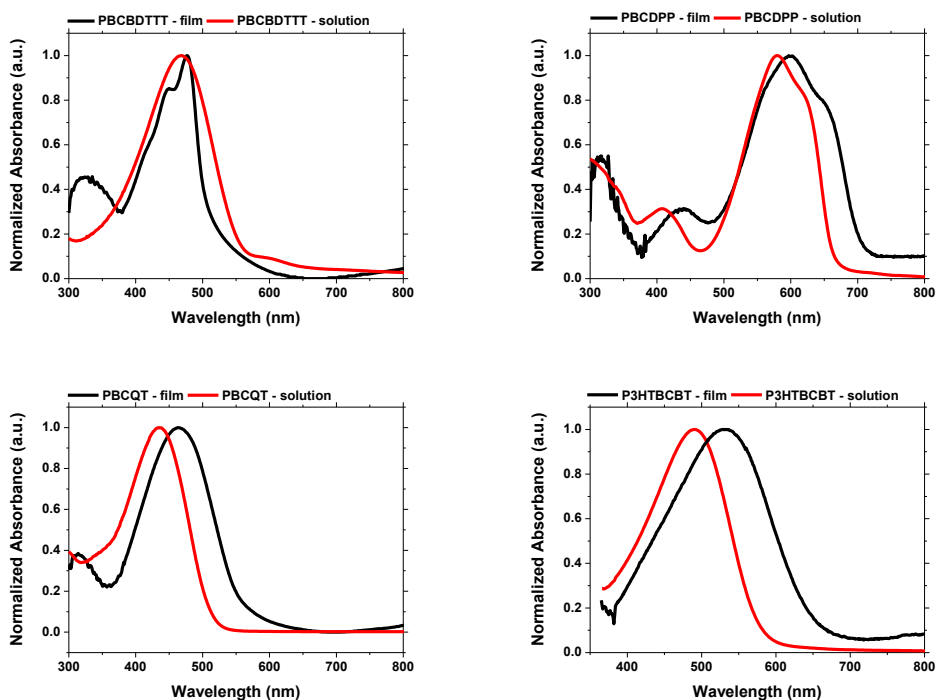 PBCBDTTT - film PBCBDTTT - solution
Normalized Absorbance (a.u.)
1.0
0.8
0.6
0.4
0.2
0.0
300 400 500 600 700 800
Wavelength (nm)
PBCDPP - film PBCDPP - solution
Normalized Absorbance (a.u.)
1.0
0.8
0.6
0.4
0.2
0.0
300 400 500 600 700 800
Wavelength (nm)
PBCQT - film PBCQT - solution
Normalized Absorbance (a.u.)
1.0
0.8
0.6
0.4
0.2
0.0
300 400 500 600 700 800
Wavelength (nm)
P3HTBCBT - film P3HTBCBT - solution
Normalized Absorbance (a.u.)
1.0
0.8
0.6
0.4
0.2
0.0
400 500 600 700 800
Wavelength (nm)